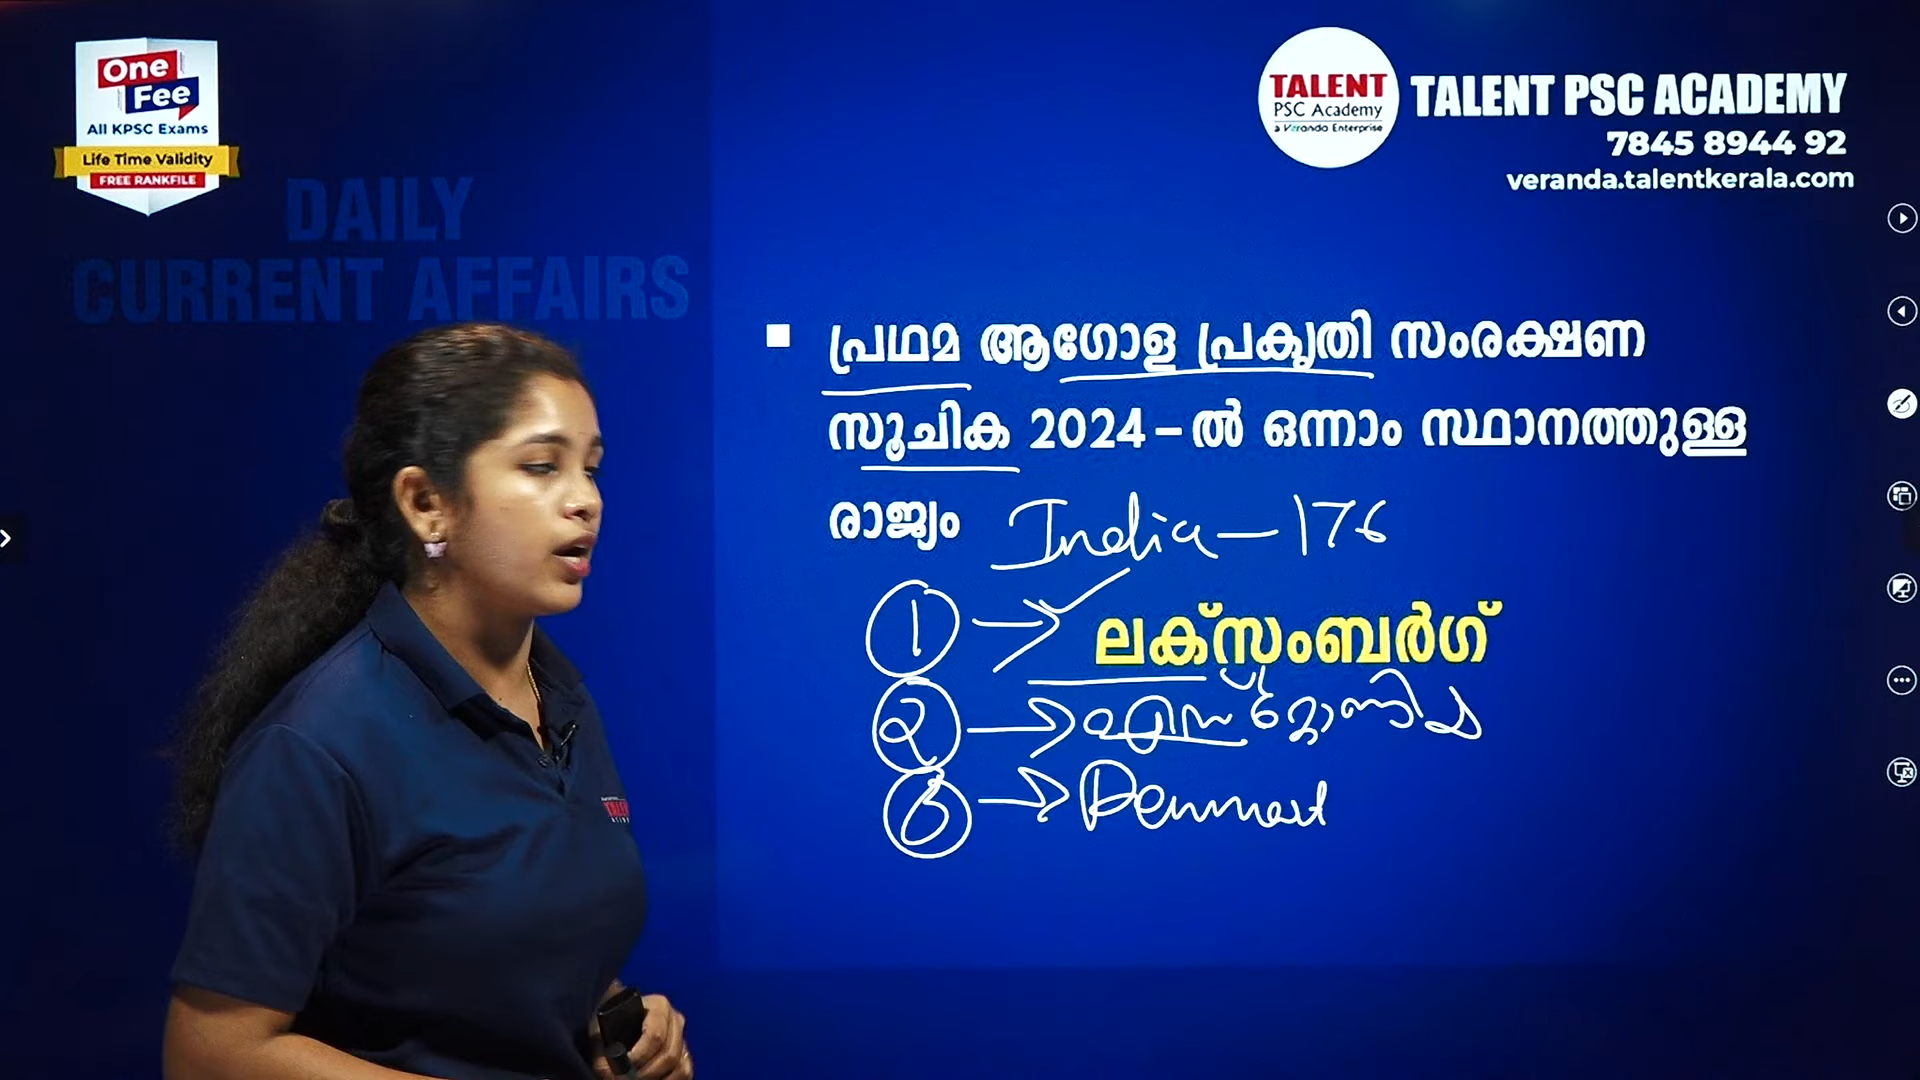 One
Fee
All KPSC Exams
Life Time Validity
FREE RANKFILE
TALENT
PSC Academy
a Veranda Enterprise
TALENT PSC ACADEMY
7845 8944 92
veranda.talentkerala.com
DAILY
CURRENT AFFAIRS
പ്രഥമ ആഗോള പ്രകൃതി സംരക്ഷണ
സൂചിക 2024-ൽ ഒന്നാം സ്ഥാനത്തുള്ള
രാജ്യം India - 176
1 → ലക്സംബർഗ്
2 → എസ്റ്റോണിയ
3 → Denmark
TALENT